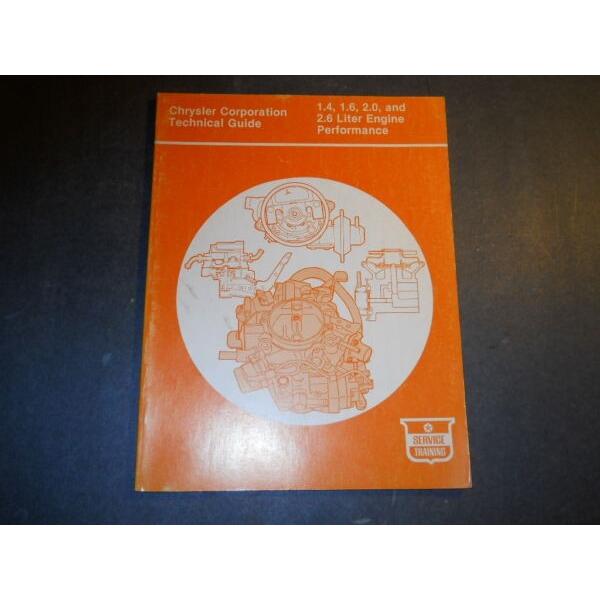 Chrysler Corporation
Technical Guide
1.4, 1.6, 2.0, and
2.6 Liter Engine
Performance
SERVICE
TRAINING